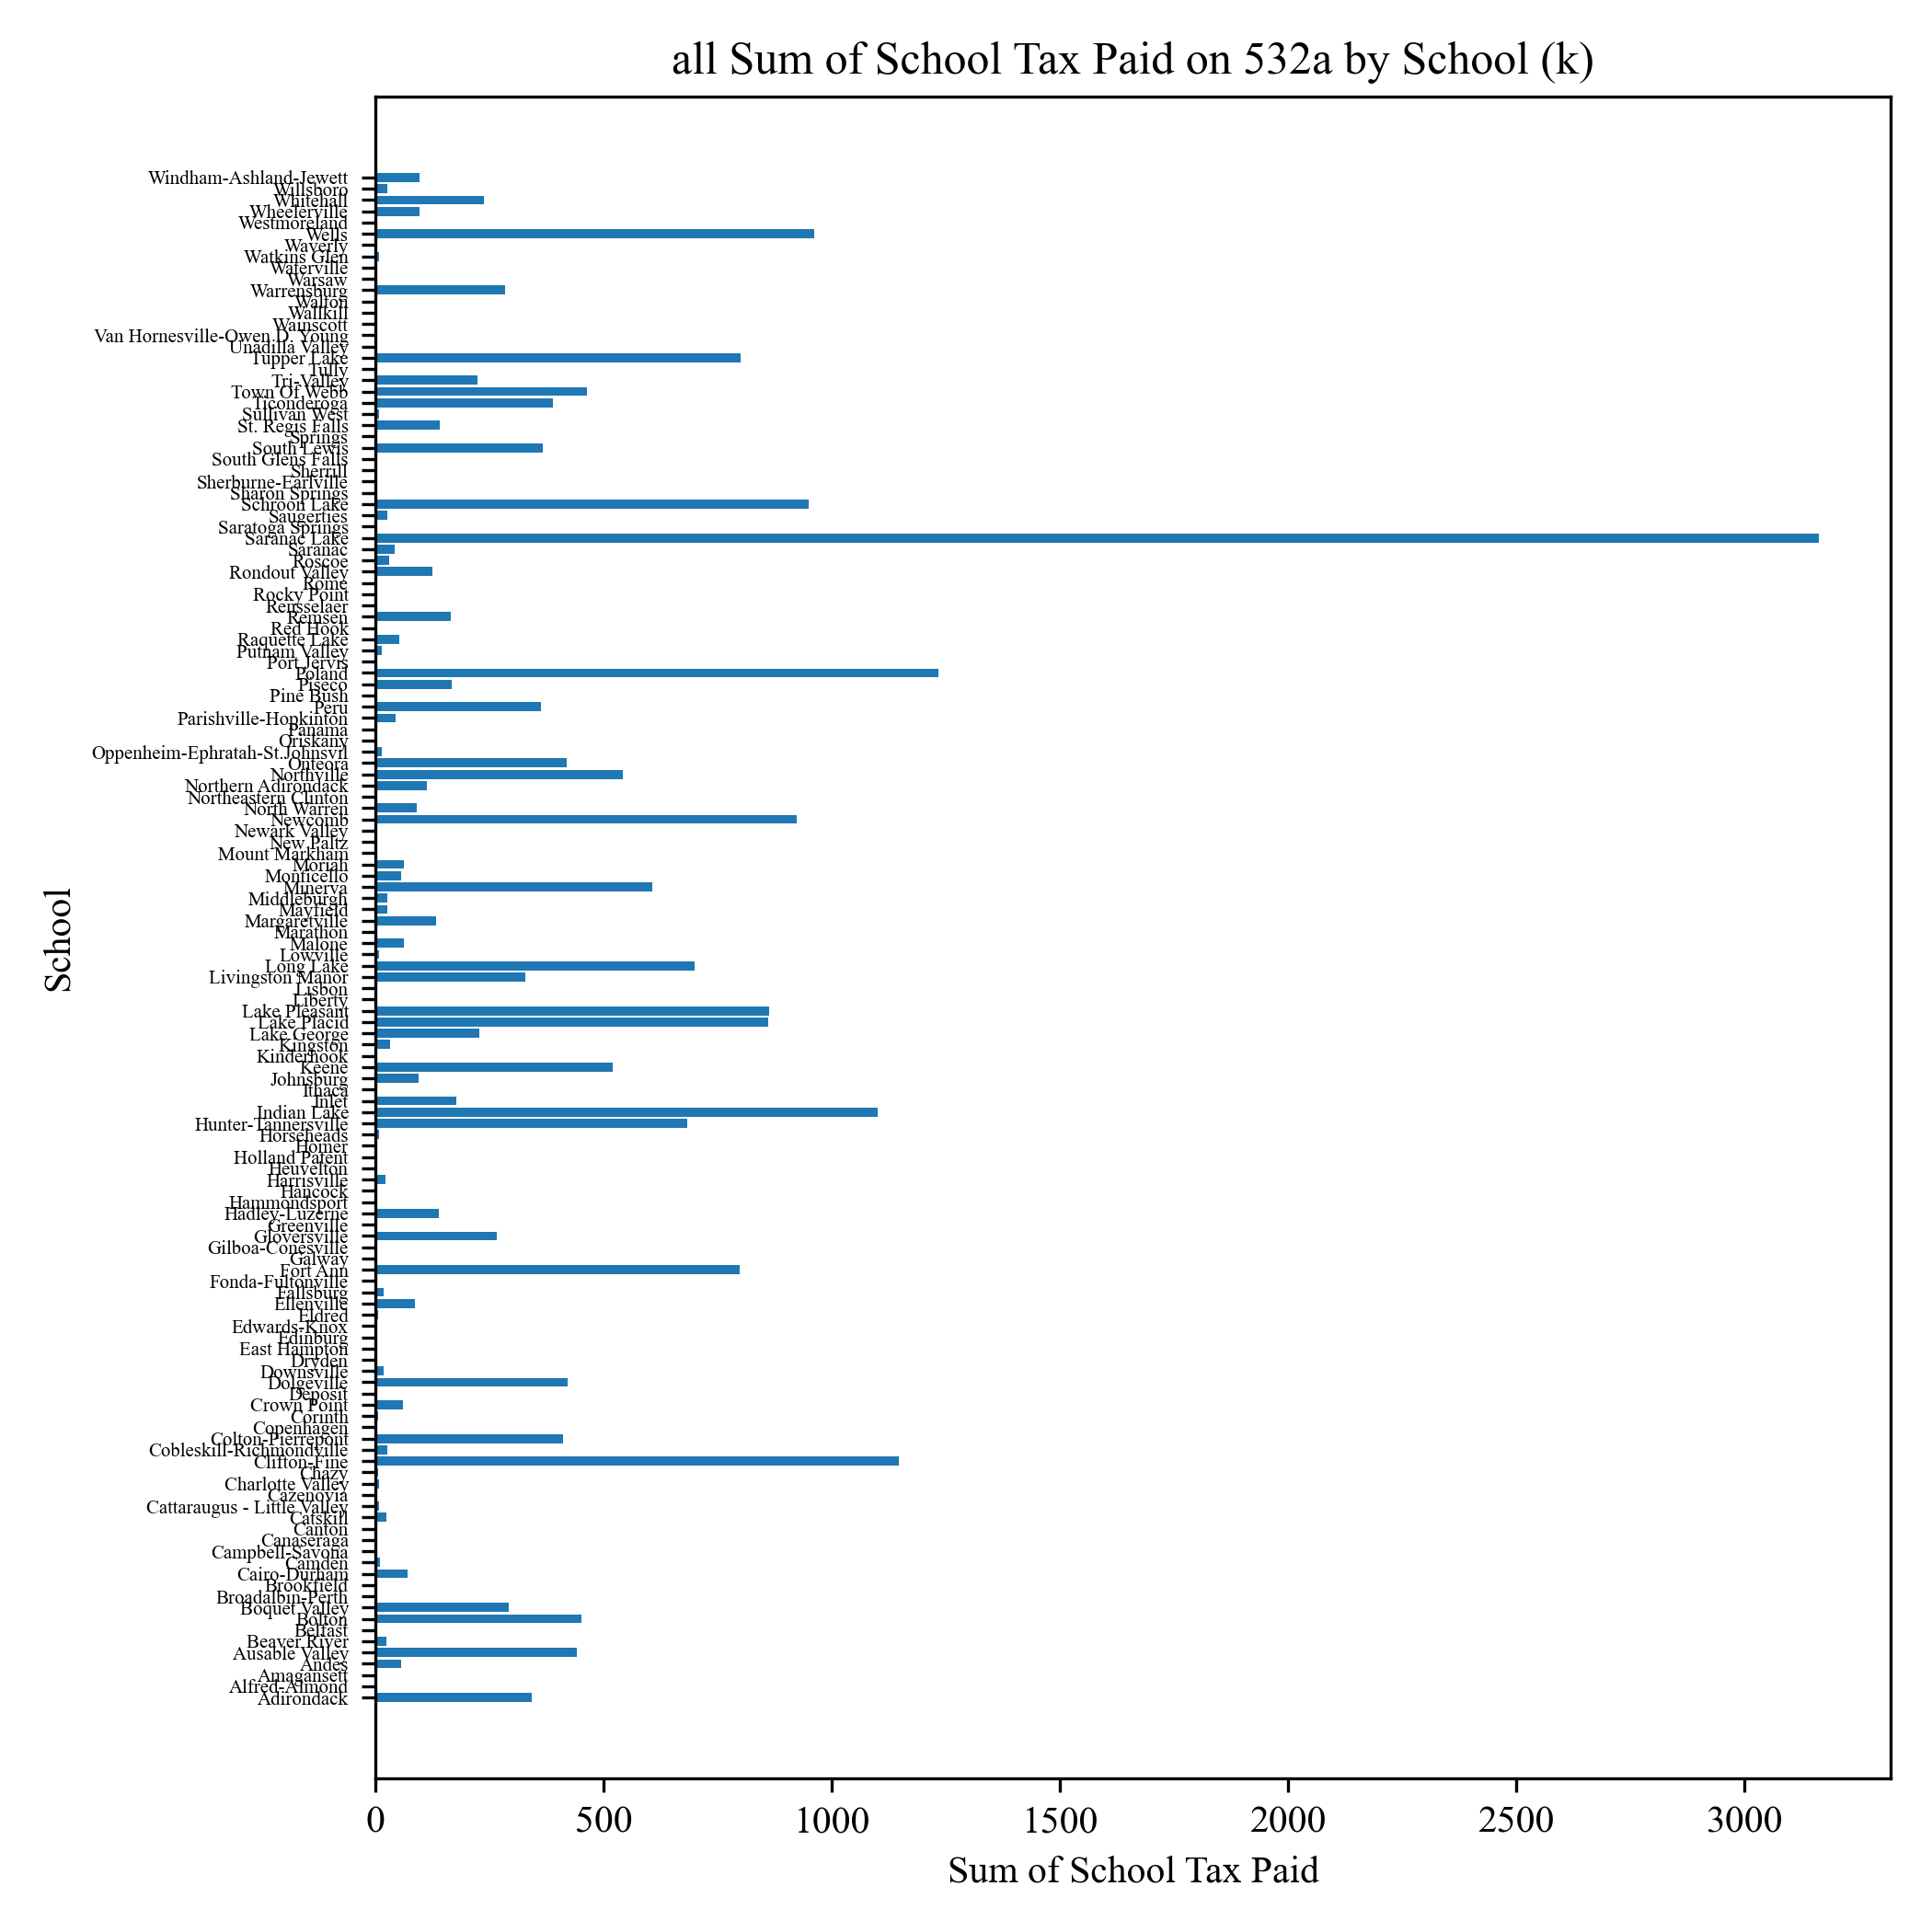 all Sum of School Tax Paid on 532a by School (k)
Windham-Ashland-Jewett
Willsboro
Whitehall
Wheelerville
Westmoreland
Wells
Waverly
Watkins Glen
Waterville
Warsaw
Warrensburg
Walton
Wallkill
Wainscott
Van Hornesville-Owen D. Young
Unadilla Valley
Tupper Lake
Tully
Tri-Valley
Town Of Webb
Ticonderoga
Sullivan West
St. Regis Falls
Springs
South Lewis
South Glens Falls
Sherrill
Sherburne-Earlville
Sharon Springs
Schroon Lake
Saugerties
Saratoga Springs
Saranac Lake
Saranac
Roscoe
Rondout Valley
Rome
Rocky Point
Rensselaer
Remsen
Red Hook
Raquette Lake
Putnam Valley
Port Jervis
Poland
Piseco
Pine Bush
Peru
Parishville-Hopkinton
Panama
Oriskany
Oppenheim-Ephratah-St.Johnsvil
Onteora
Northville
Northern Adirondack
Northeastern Clinton
North Warren
Newcomb
Newark Valley
New Paltz
Mount Markham
Moriah
Monticello
Minerva
Middleburgh
Mayfield
Margaretville
Marathon
Malone
Lowville
Long Lake
Livingston Manor
Lisbon
Liberty
Lake Pleasant
Lake Placid
Lake George
Kingston
Kinderhook
Keene
Johnsburg
Ithaca
Inlet
Indian Lake
Hunter-Tannersville
Horseheads
Homer
Holland Patent
Heuvelton
Harrisville
Hancock
Hammondsport
Hadley-Luzerne
Greenville
Gloversville
Gilboa-Conesville
Galway
Fort Ann
Fonda-Fultonville
Fallsburg
Ellenville
Eldred
Edwards-Knox
Edinburg
East Hampton
Dryden
Downsville
Dolgeville
Deposit
Crown Point
Corinth
Copenhagen
Colton-Pierrepont
Cobleskill-Richmondville
Clifton-Fine
Chazy
Charlotte Valley
Cazenovia
Cattaraugus - Little Valley
Catskill
Canton
Canaseraga
Campbell-Savona
Camden
Cairo-Durham
Brookfield
Broadalbin-Perth
Boquet Valley
Bolton
Belfast
Beaver River
Ausable Valley
Andes
Amagansett
Alfred-Almond
Adirondack
School
0 500 1000 1500 2000 2500 3000
Sum of School Tax Paid